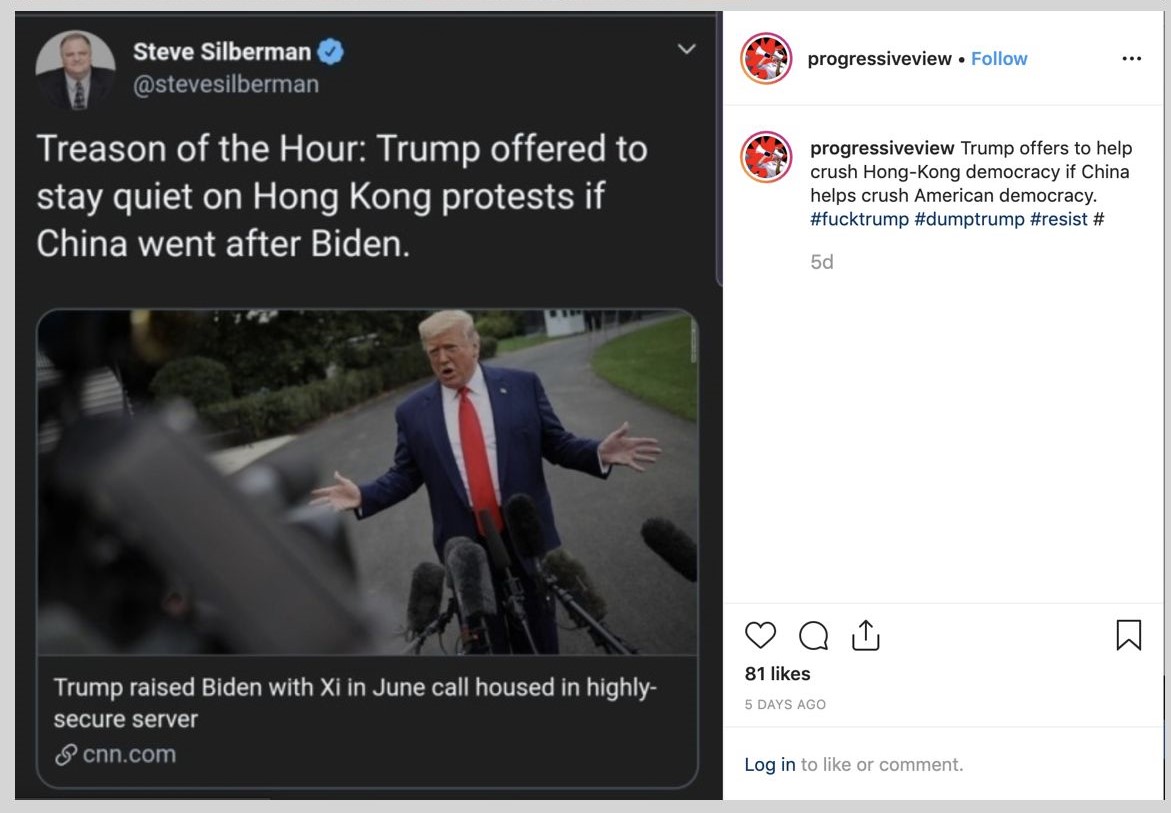 Steve Silberman
@stevesilberman
Treason of the Hour: Trump offered to
stay quiet on Hong Kong protests if
China went after Biden.
Trump raised Biden with Xi in June call housed in highly-
secure server
cnn.com
progressiveview • Follow
progressiveview Trump offers to help
crush Hong-Kong democracy if China
helps crush American democracy.
#fucktrump #dumptrump #resist #
5d
81 likes
5 DAYS AGO
Log in to like or comment.